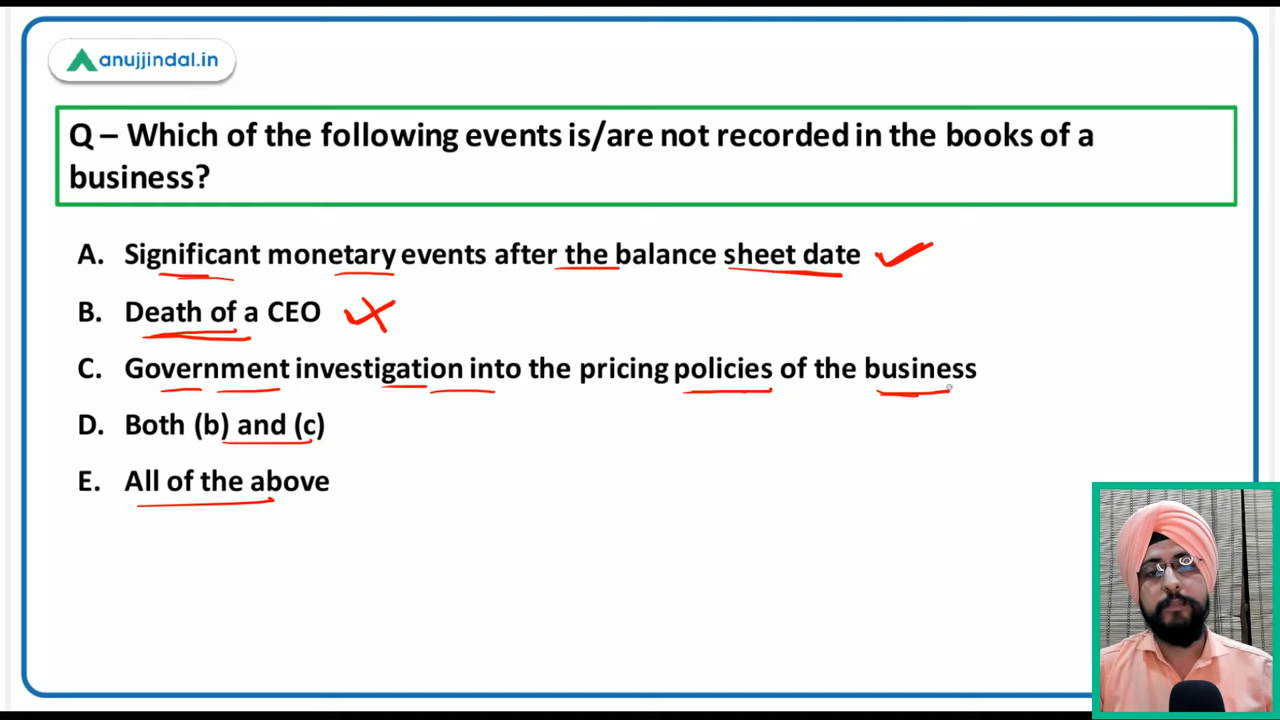 anujjindal.in
Q – Which of the following events is/are not recorded in the books of a
business?
A. Significant monetary events after the balance sheet date
B. Death of a CEO
C. Government investigation into the pricing policies of the business
D. Both (b) and (c)
E. All of the above